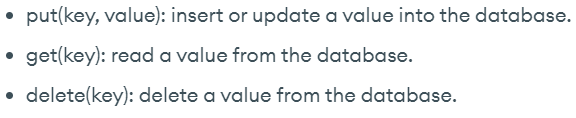 • put(key, value): insert or update a value into the database.
• get(key): read a value from the database.
• delete(key): delete a value from the database.